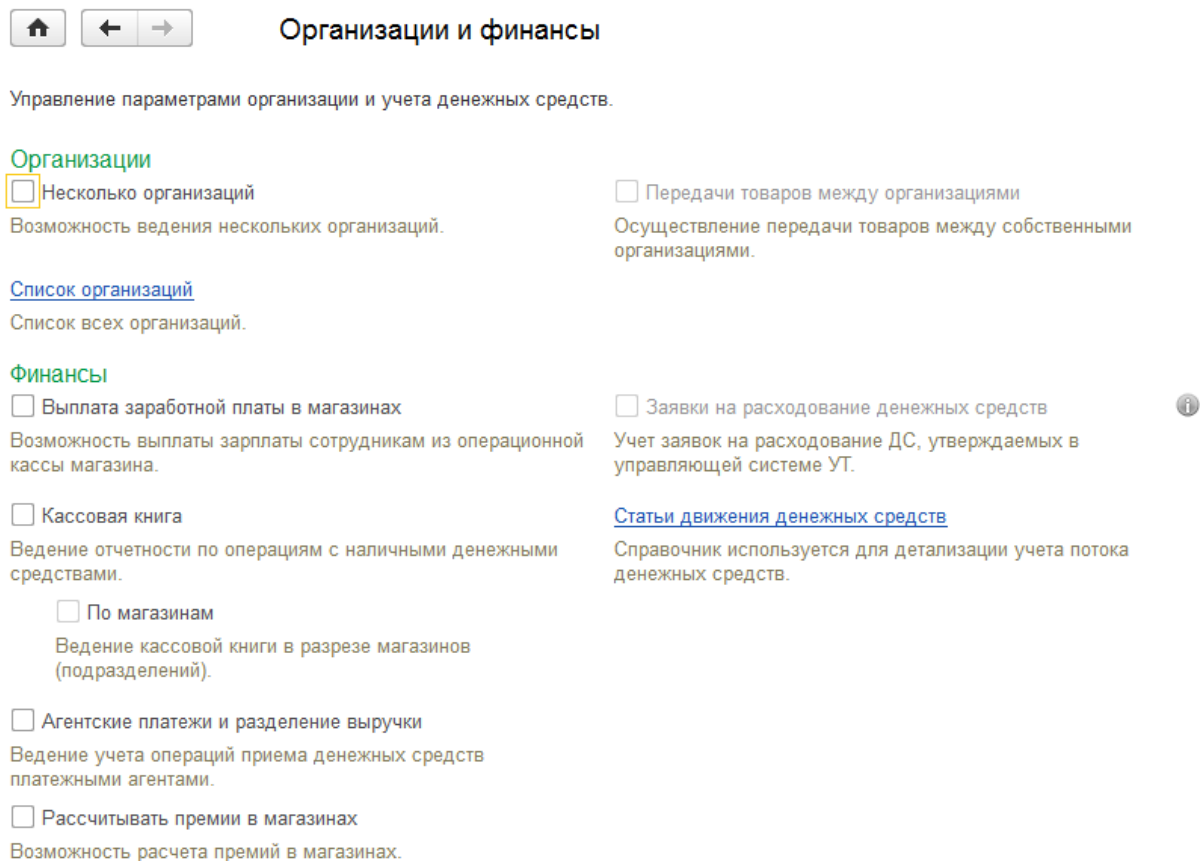 Организации и финансы
Управление параметрами организации и учета денежных средств.
Организации
Несколько организаций
Возможность ведения нескольких организаций.
Передачи товаров между организациями
Осуществление передачи товаров между собственными
организациями.
Список организаций
Список всех организаций.
Финансы
Выплата заработной платы в магазинах
Возможность выплаты зарплаты сотрудникам из операционной
кассы магазина.
Заявки на расходование денежных средств
Учет заявок на расходование ДС, утверждаемых в
управляющей системе УТ.
Кассовая книга
Ведение отчетности по операциям с наличными денежными
средствами.
Статьи движения денежных средств
Справочник используется для детализации учета потока
денежных средств.
По магазинам
Ведение кассовой книги в разрезе магазинов
(подразделений).
Агентские платежи и разделение выручки
Ведение учета операций приема денежных средств
платежными агентами.
Рассчитывать премии в магазинах
Возможность расчета премий в магазинах.